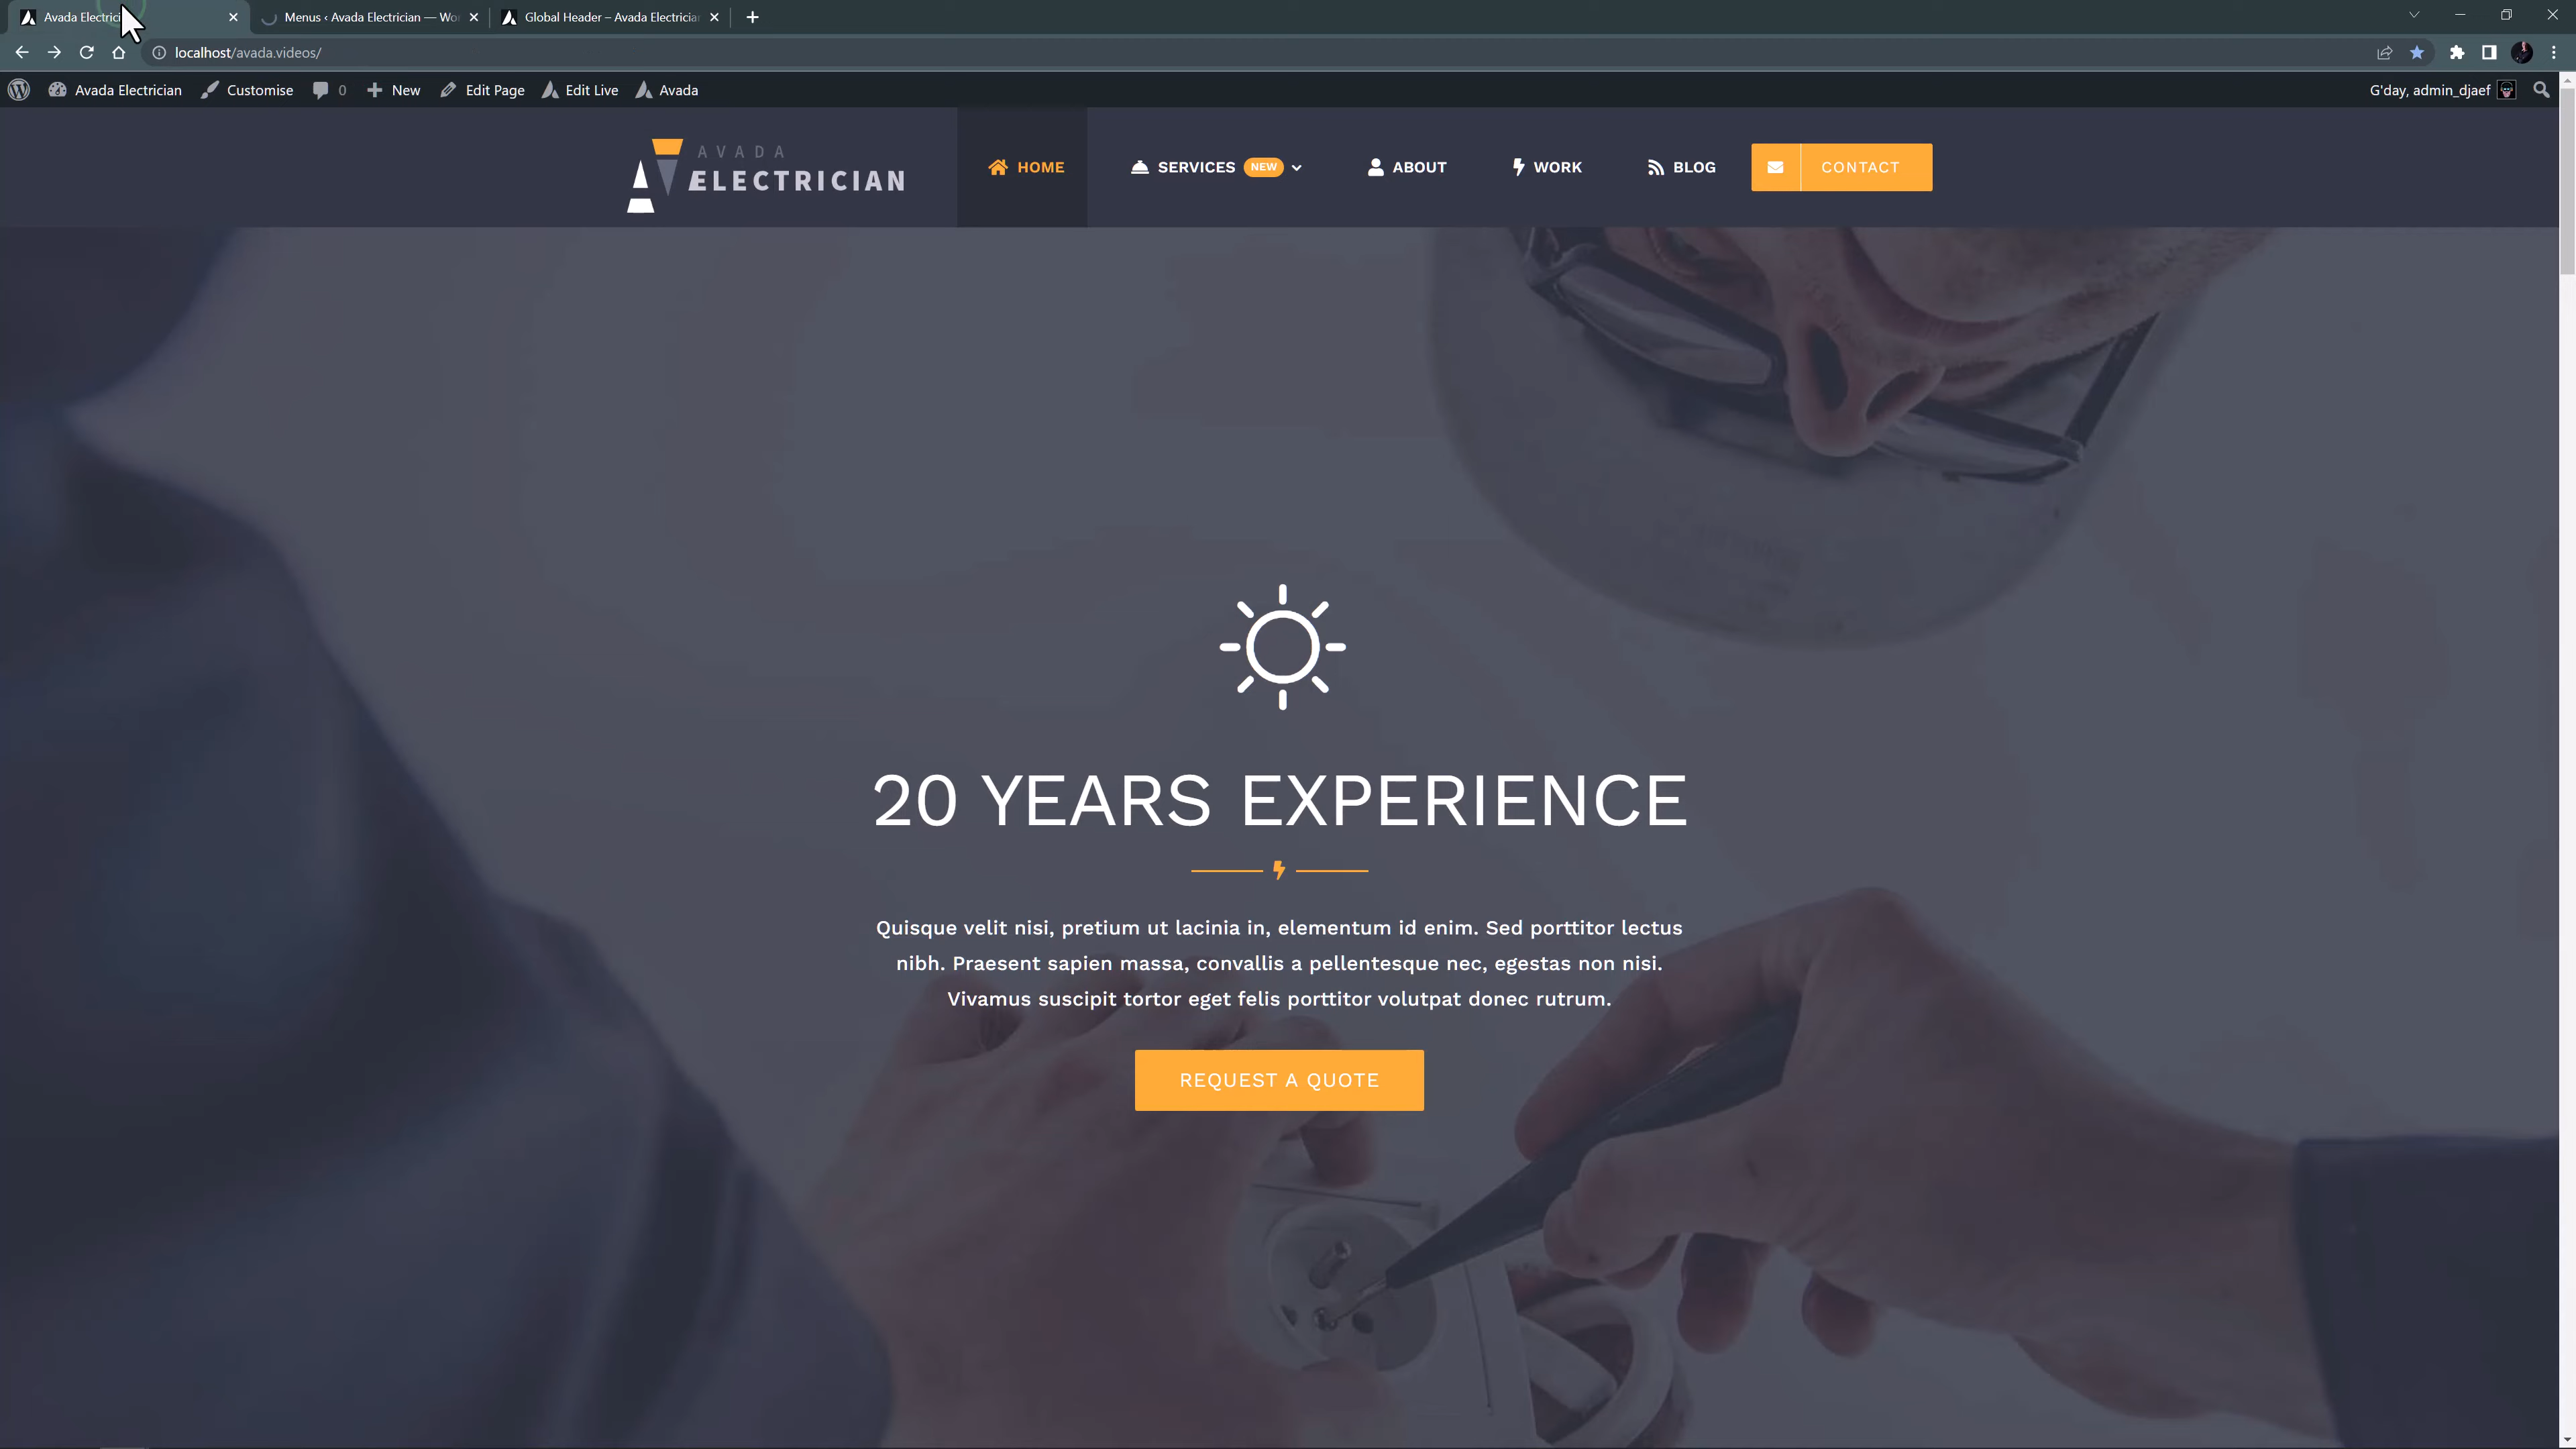 Avada Electrici
Menus ‹ Avada Electrician — Wo
Global Header – Avada Electricia
localhost/avada.videos/
Avada Electrician
Customise
0
New
Edit Page
Edit Live
Avada
G'day, admin_djaef
AVADA
ELECTRICIAN
HOME
SERVICES NEW
ABOUT
WORK
BLOG
CONTACT
20 YEARS EXPERIENCE
Quisque velit nisi, pretium ut lacinia in, elementum id enim. Sed porttitor lectus
nibh. Praesent sapien massa, convallis a pellentesque nec, egestas non nisi.
Vivamus suscipit tortor eget felis porttitor volutpat donec rutrum.
REQUEST A QUOTE